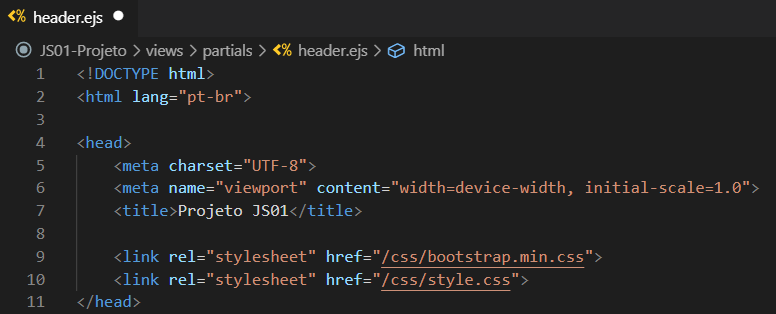 header.ejs
JS01-Projeto > views > partials > header.ejs > html
1 <!DOCTYPE html>
2 <html lang="pt-br">
3
4 <head>
5     <meta charset="UTF-8">
6     <meta name="viewport" content="width=device-width, initial-scale=1.0">
7     <title>Projeto JS01</title>
8
9     <link rel="stylesheet" href="/css/bootstrap.min.css">
10     <link rel="stylesheet" href="/css/style.css">
11 </head>